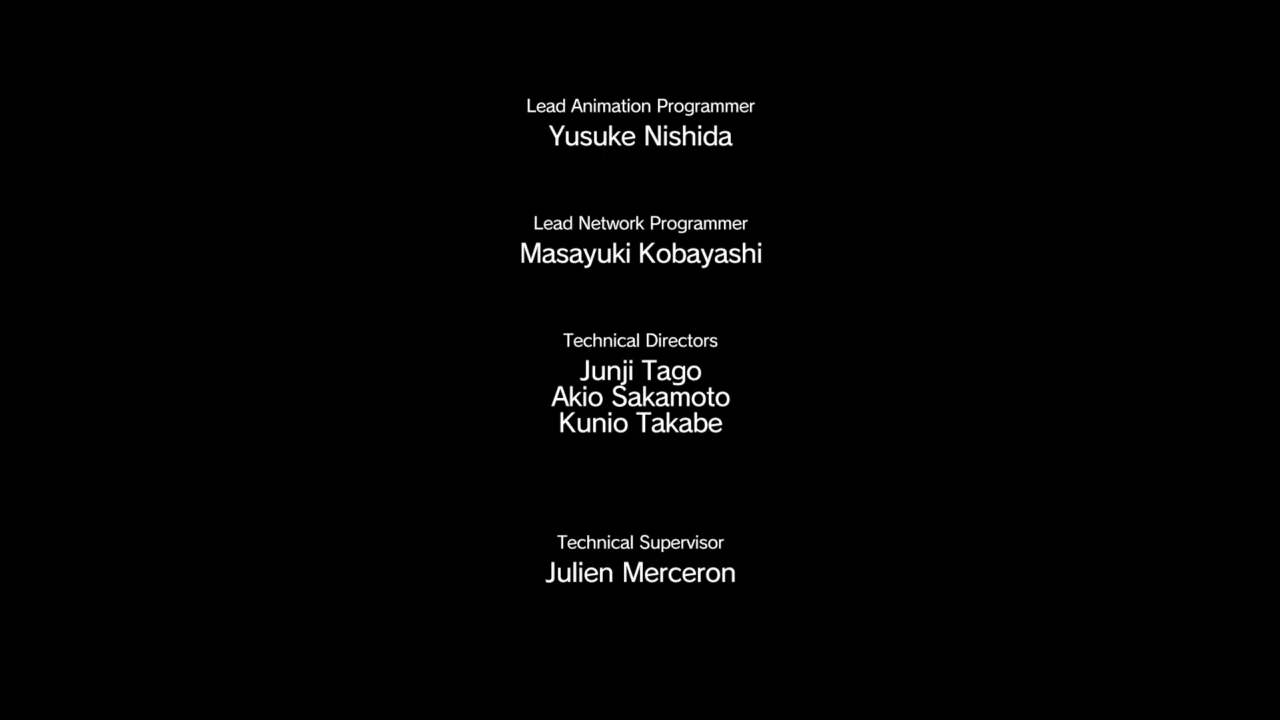 Lead Animation Programmer
Yusuke Nishida
Lead Network Programmer
Masayuki Kobayashi
Technical Directors
Junji Tago
Akio Sakamoto
Kunio Takabe
Technical Supervisor
Julien Merceron